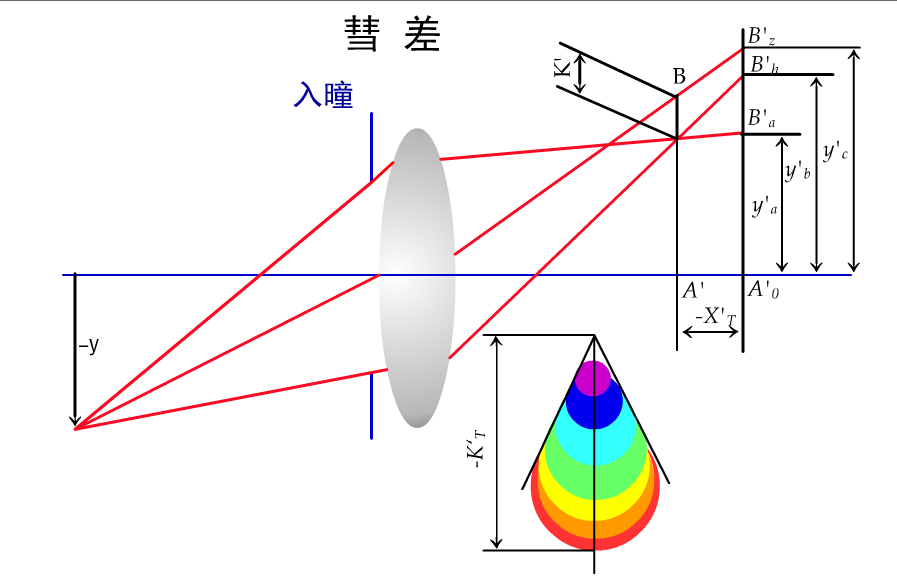 彗 差
入瞳
K'
B
B'z
B'b
B'a
y'c
y'b
y'a
A'
A'0
-X'T
–y
-K'T